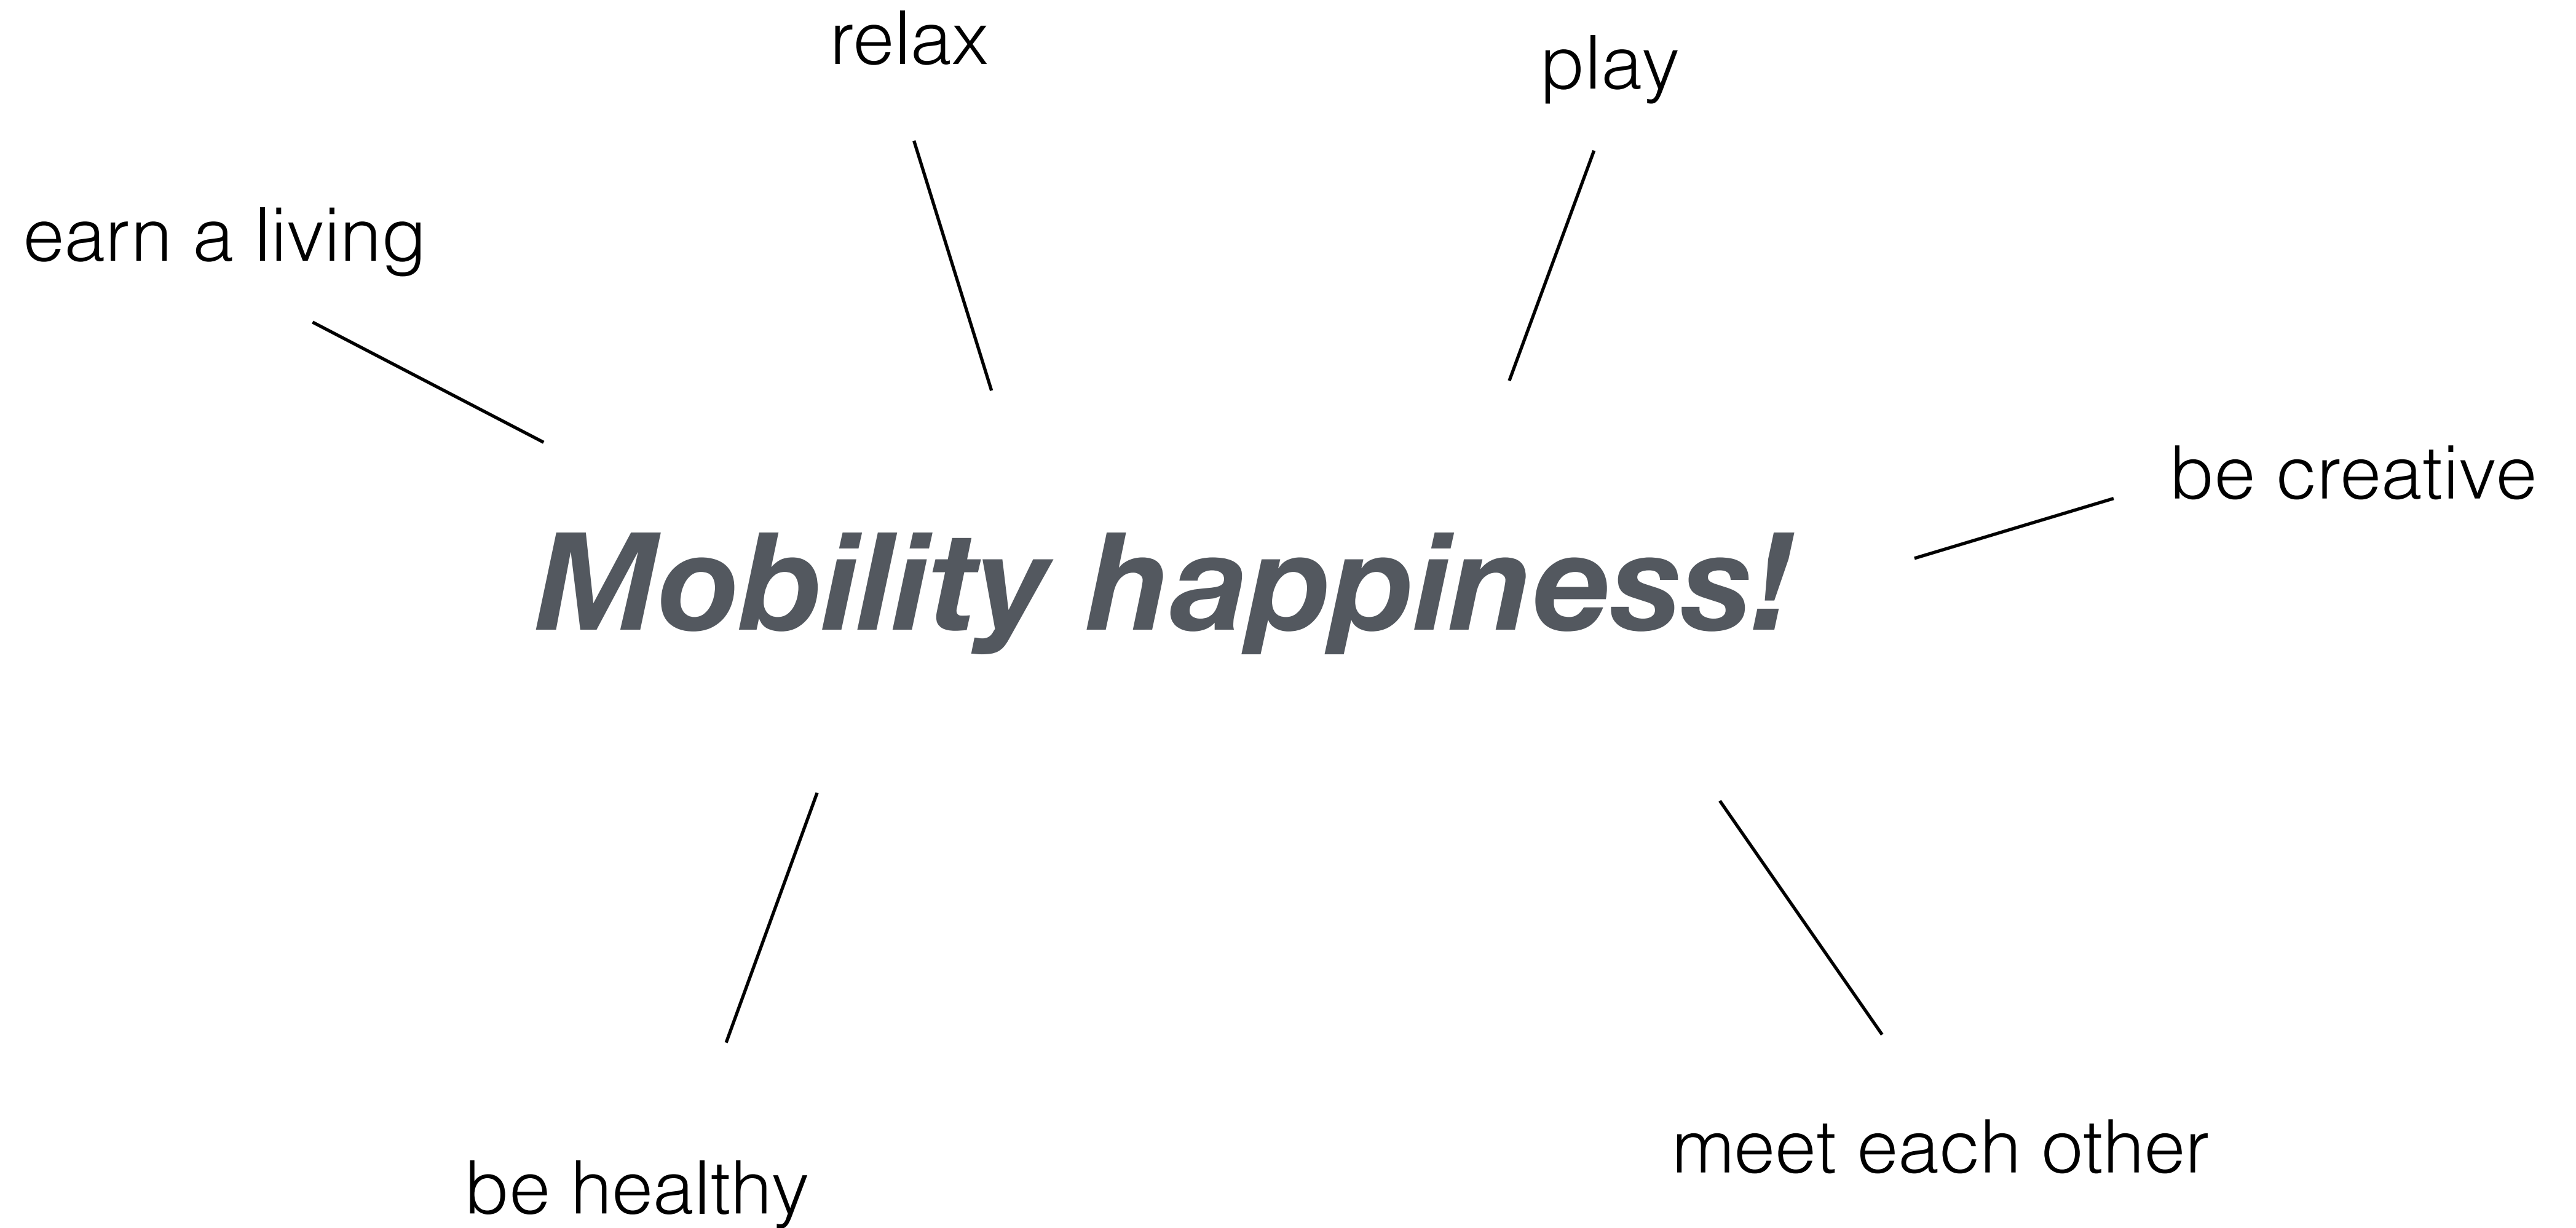 relax
play
earn a living
be creative
Mobility happiness!
meet each other
be healthy